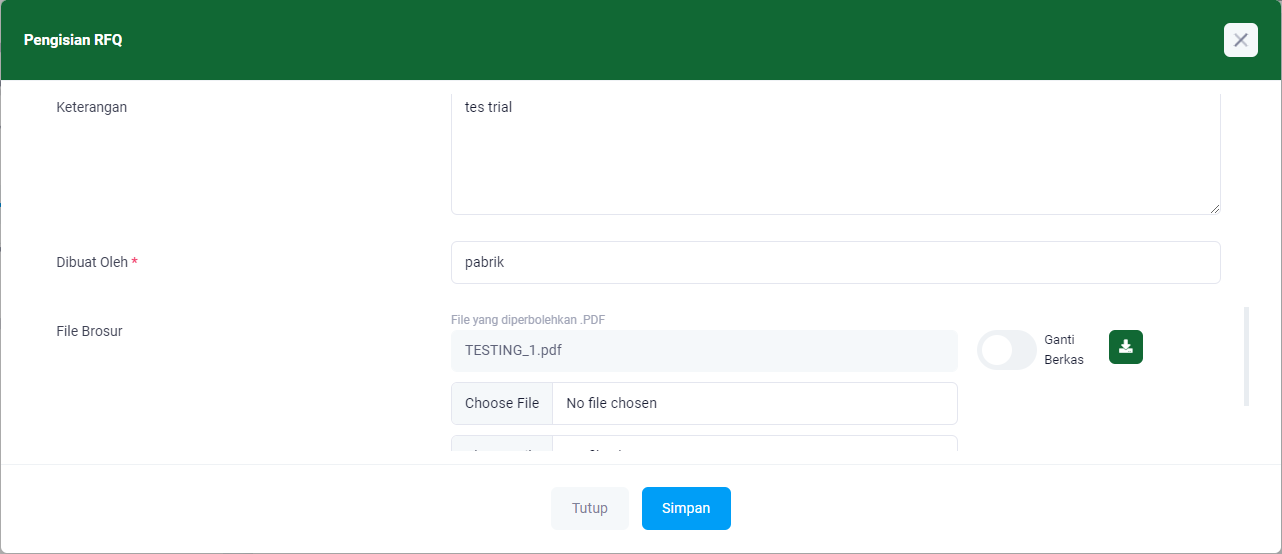 Pengisian RFQ
Keterangan
tes trial
Dibuat Oleh *
pabrik
File Brosur
File yang diperbolehkan .PDF
TESTING_1.pdf
Ganti
Berkas
Choose File
No file chosen
Tutup
Simpan